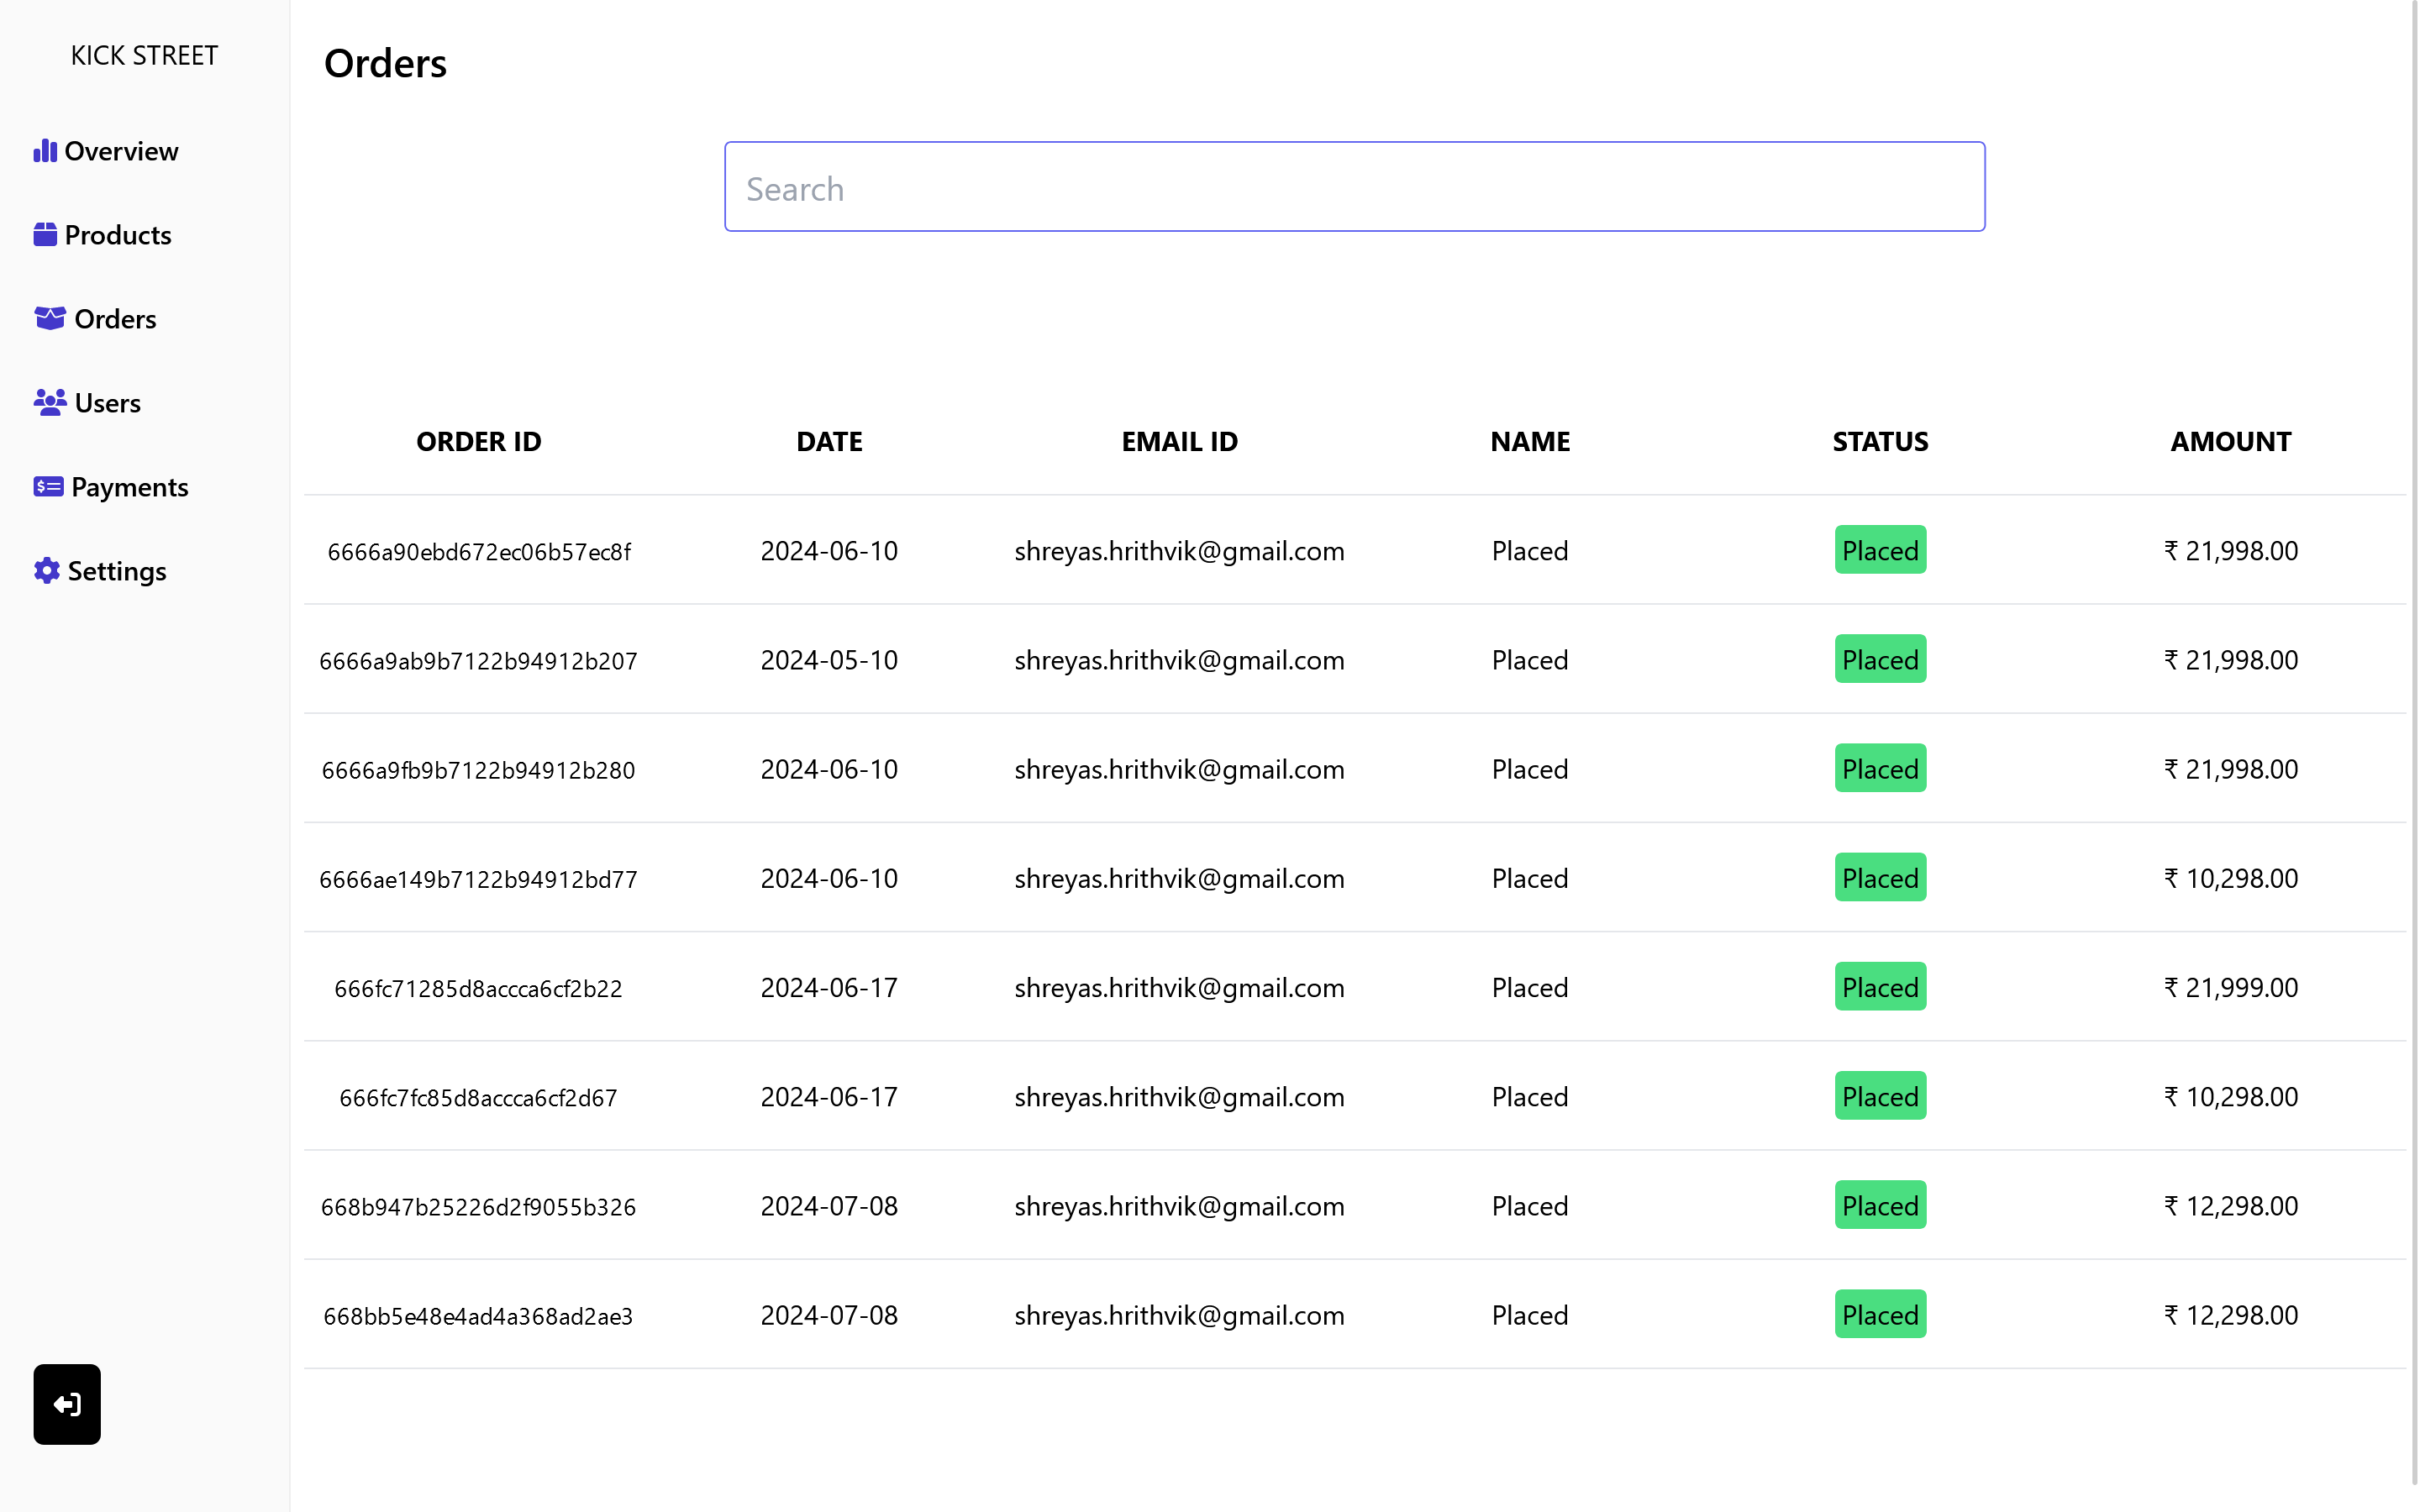 KICK STREET
Overview
Products
Orders
Users
Payments
Settings
Orders
Search
ORDER ID DATE EMAIL ID NAME STATUS AMOUNT
6666a90ebd672ec06b57ec8f 2024-06-10 shreyas.hrithvik@gmail.com Placed Placed ₹ 21,998.00
6666a9ab9b7122b94912b207 2024-05-10 shreyas.hrithvik@gmail.com Placed Placed ₹ 21,998.00
6666a9fb9b7122b94912b280 2024-06-10 shreyas.hrithvik@gmail.com Placed Placed ₹ 21,998.00
6666ae149b7122b94912bd77 2024-06-10 shreyas.hrithvik@gmail.com Placed Placed ₹ 10,298.00
666fc71285d8accca6cf2b22 2024-06-17 shreyas.hrithvik@gmail.com Placed Placed ₹ 21,999.00
666fc7fc85d8accca6cf2d67 2024-06-17 shreyas.hrithvik@gmail.com Placed Placed ₹ 10,298.00
668b947b25226d2f9055b326 2024-07-08 shreyas.hrithvik@gmail.com Placed Placed ₹ 12,298.00
668bb5e48e4ad4a368ad2ae3 2024-07-08 shreyas.hrithvik@gmail.com Placed Placed ₹ 12,298.00